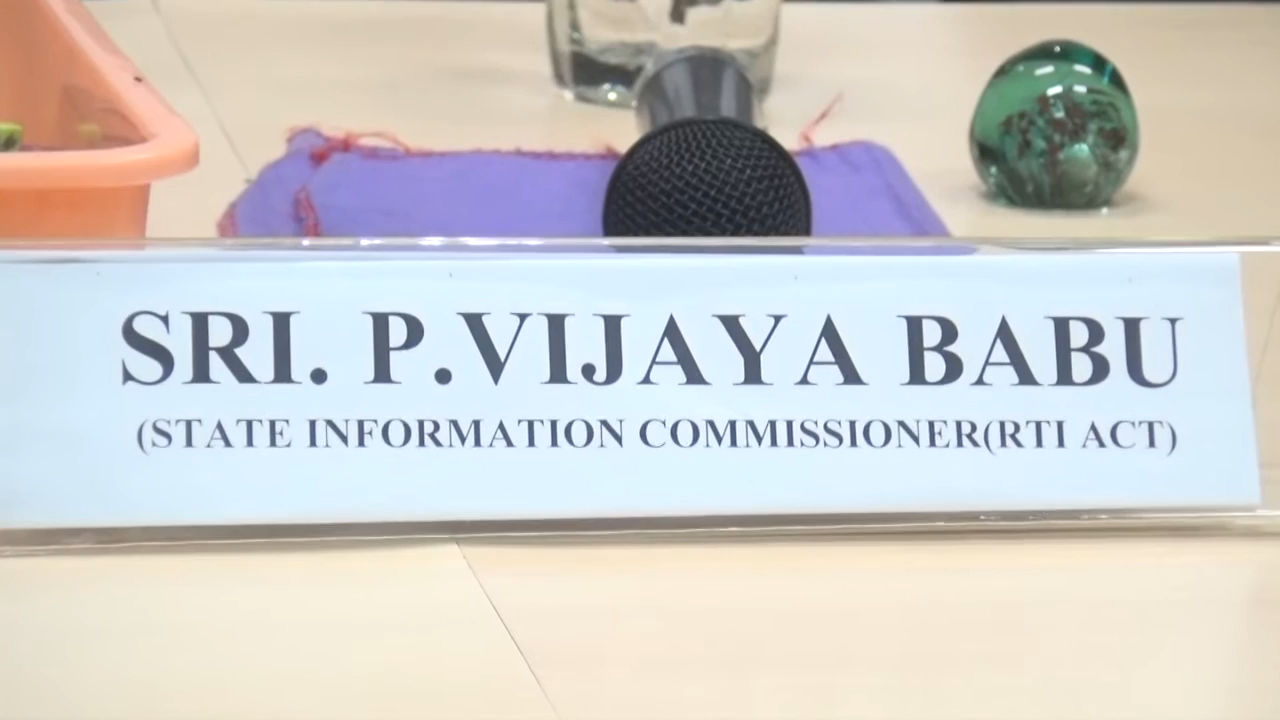 SRI. P.VIJAYA BABU
(STATE INFORMATION COMMISSIONER(RTI ACT)